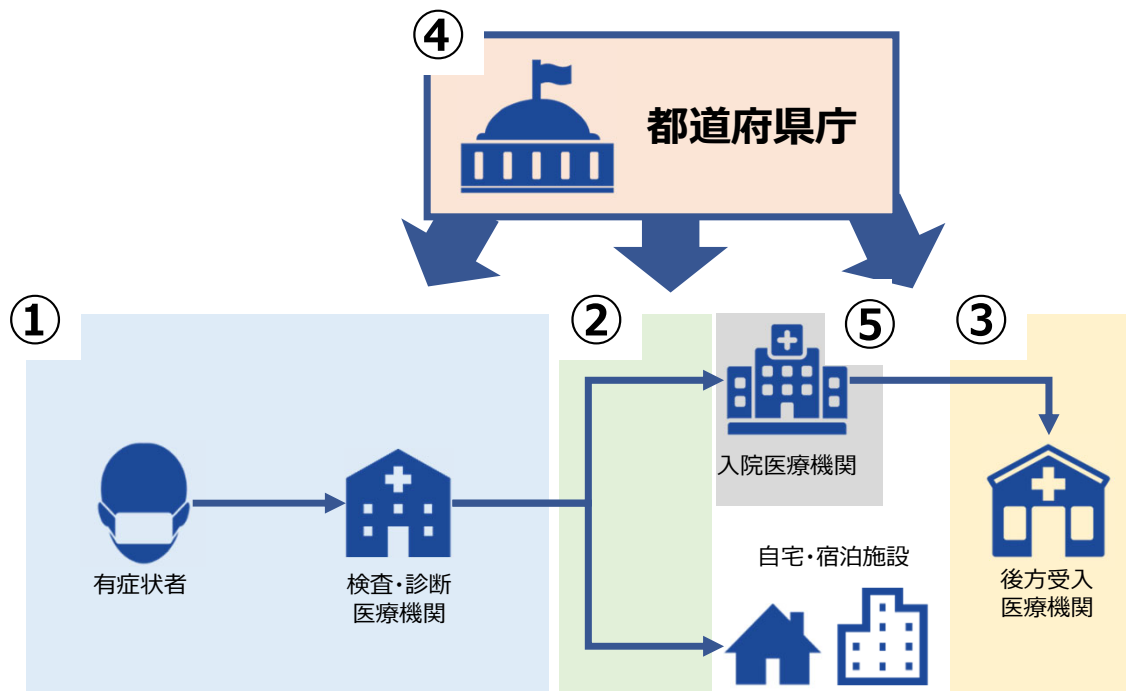 ④
都道府県庁
①
②
⑤
③
入院医療機関
自宅・宿泊施設
有症状者
検査・診断
医療機関
後方受入
医療機関